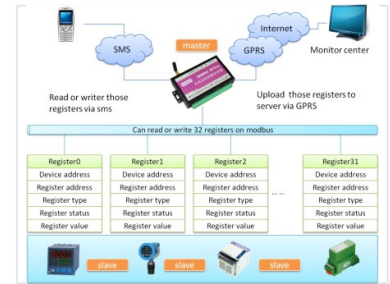 Internet
SMS
master
GPRS
Monitor center
Read or writer those
registers via sms
Upload those registers to
server via GPRS
Can read or write 32 registers on modbus
Register0
Device address
Register address
Register type
Register status
Register value
Register1
Device address
Register address
Register type
Register status
Register value
Register2
Device address
Register address
Register type
Register status
Register value
... ...
Register31
Device address
Register address
Register type
Register status
Register value
slave
slave
slave